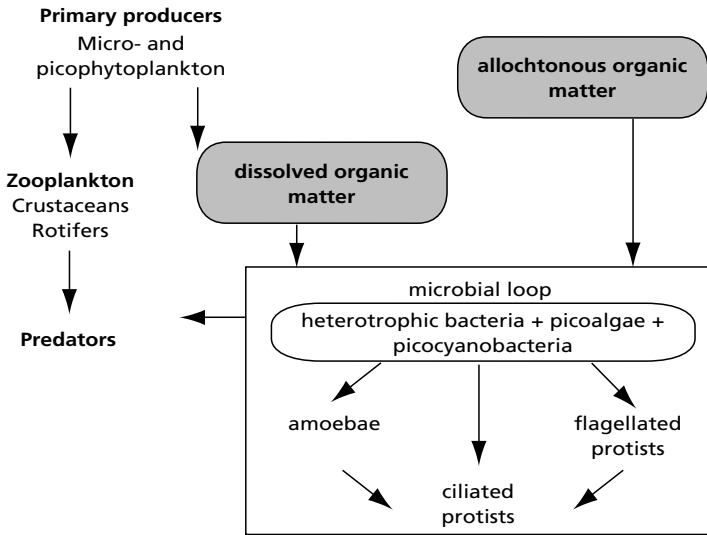 Primary producers
Micro- and
picophytoplankton
allochtonous organic
matter
dissolved organic
matter
Zooplankton
Crustaceans
Rotifers
Predators
microbial loop
heterotrophic bacteria + picoalgae +
picocyanobacteria
amoebae
flagellated
protists
ciliated
protists